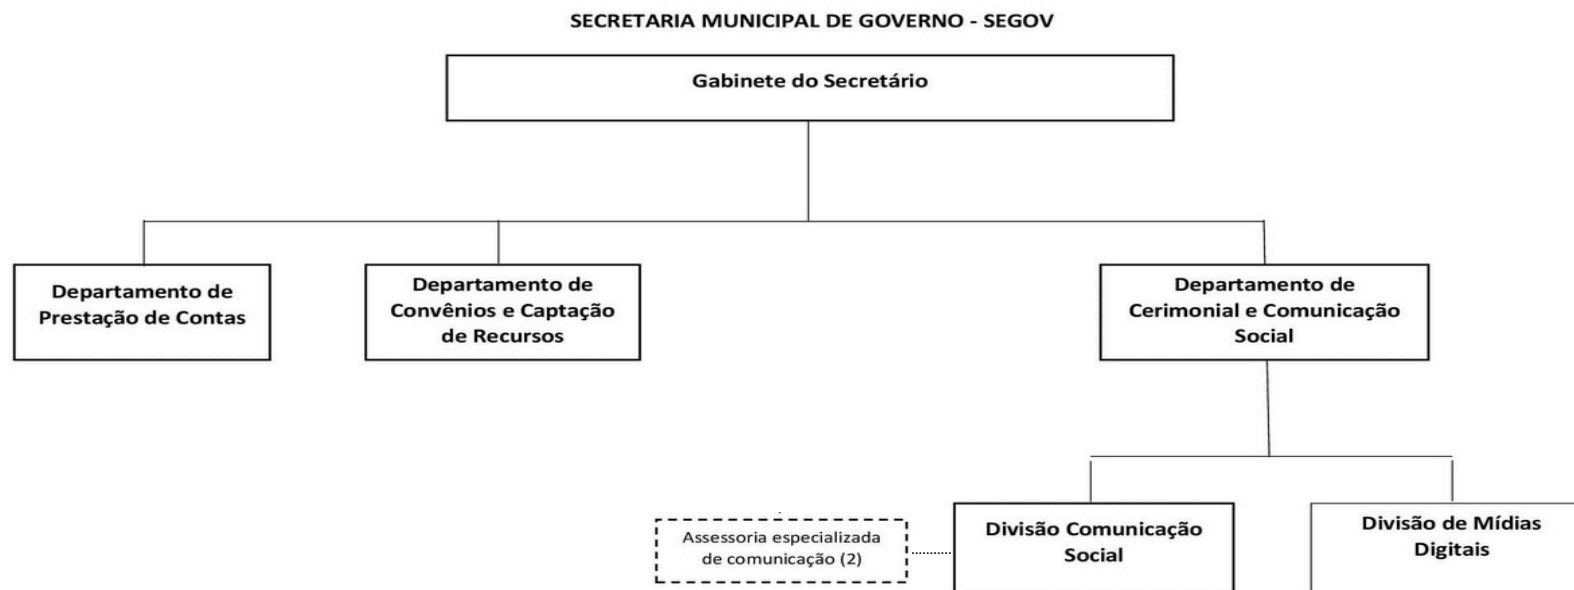 SECRETARIA MUNICIPAL DE GOVERNO - SEGOV
Gabinete do Secretário
Departamento de
Prestação de Contas
Departamento de
Convênios e Captação
de Recursos
Departamento de
Cerimonial e Comunicação
Social
Assessoria especializada
de comunicação (2)
Divisão Comunicação
Social
Divisão de Mídias
Digitais